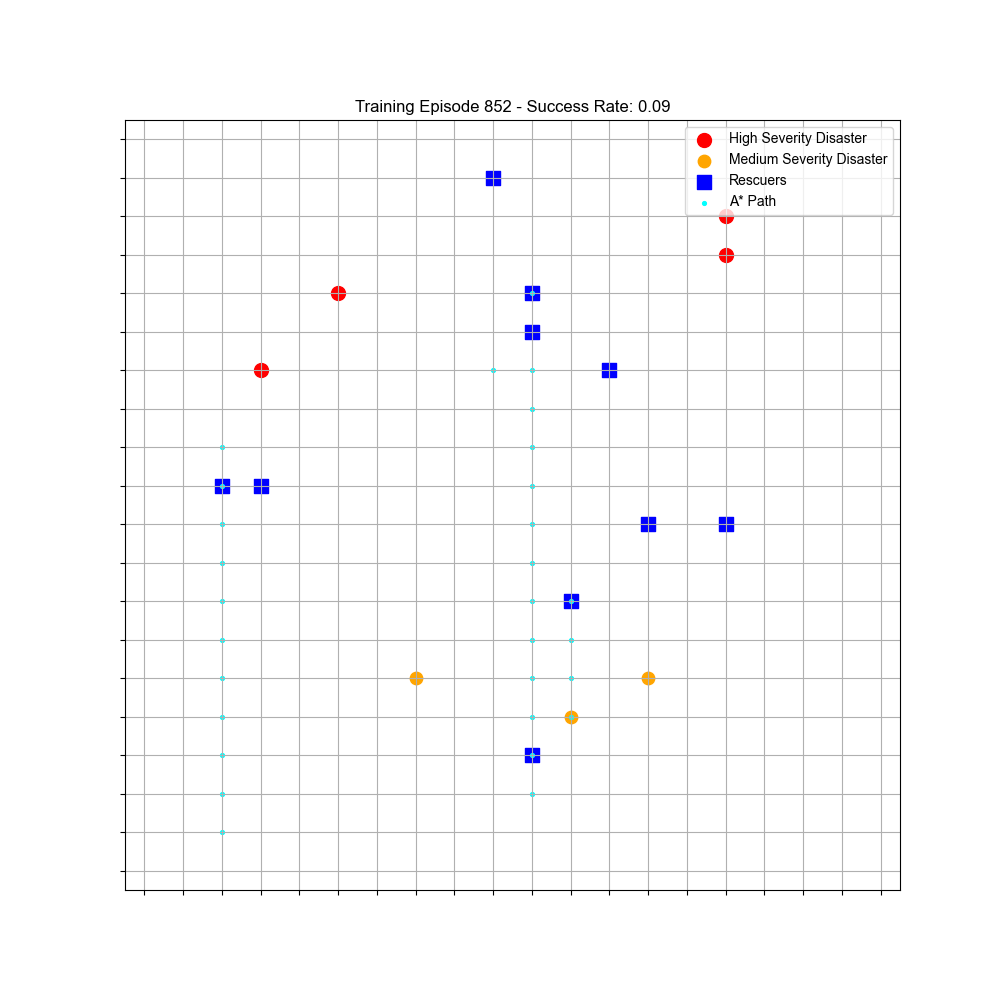 Training Episode 852 - Success Rate: 0.09
High Severity Disaster
Medium Severity Disaster
Rescuers
A* Path